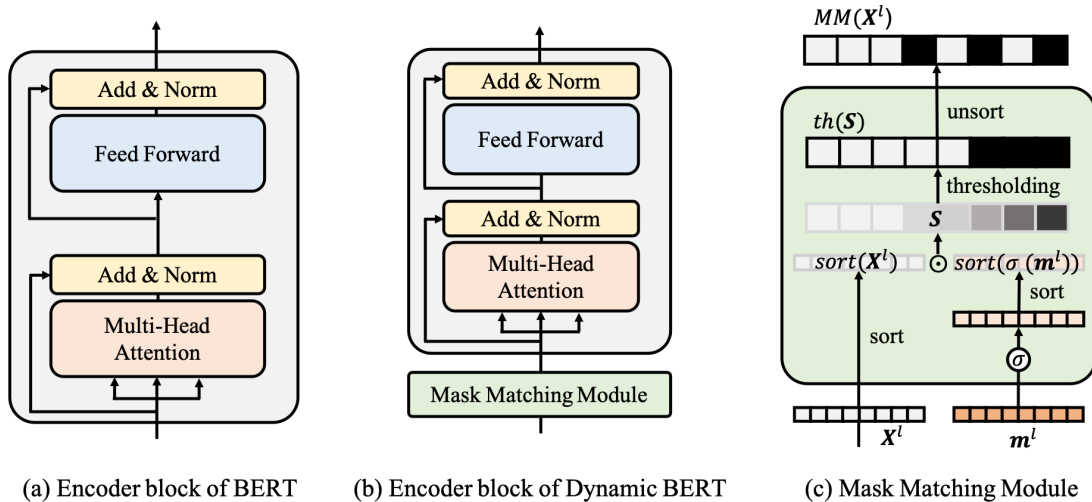 Add & Norm
Feed Forward
Add & Norm
Multi-Head
Attention
(a) Encoder block of BERT
Add & Norm
Feed Forward
Add & Norm
Multi-Head
Attention
Mask Matching Module
(b) Encoder block of Dynamic BERT
MM(X^l)
unsort
th(S)
thresholding
S
sort(X^l) ⊙ sort(σ (m^l))
sort
sort
σ
X^l
m^l
(c) Mask Matching Module